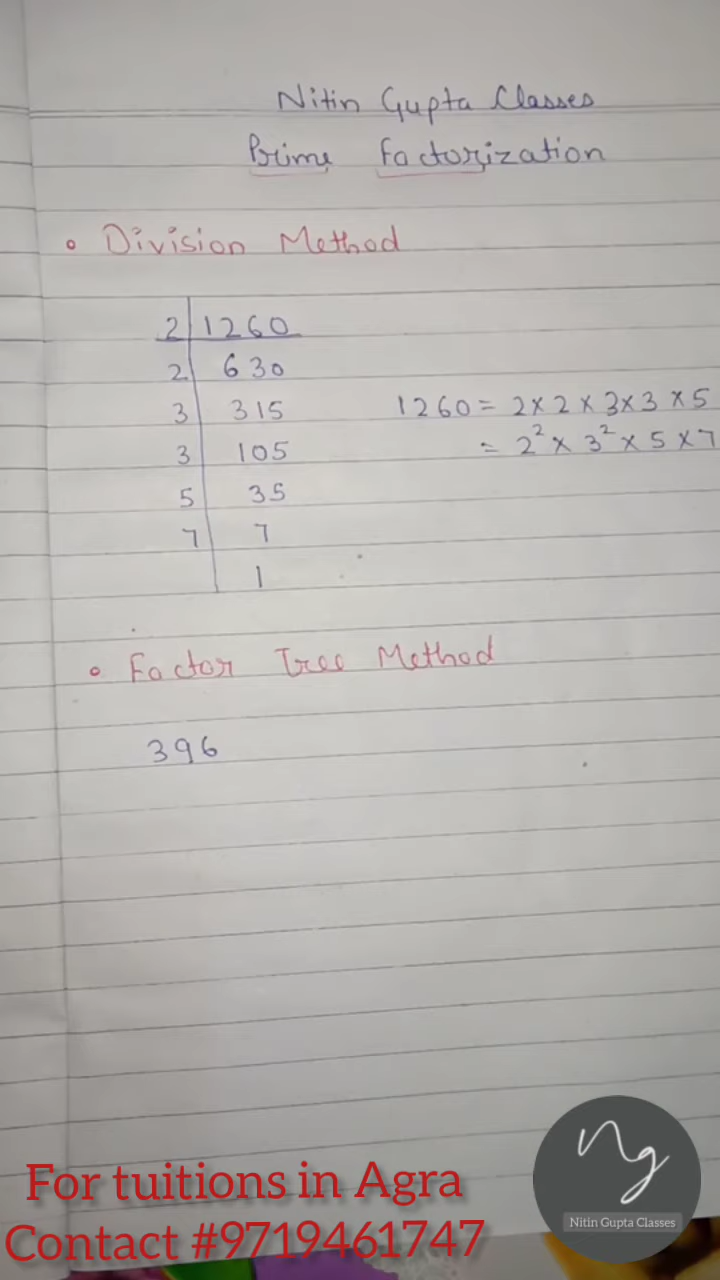 Nitin Gupta Classes
Prime Factorization
• Division Method
2 1260
2 630
3 315
3 105
5 35
7 7
1
1260 = 2 × 2 × 3 × 3 × 5
= 2² × 3² × 5 × 7
• Factor Tree Method
396
For tuitions in Agra
Contact #9719461747
ng
Nitin Gupta Classes